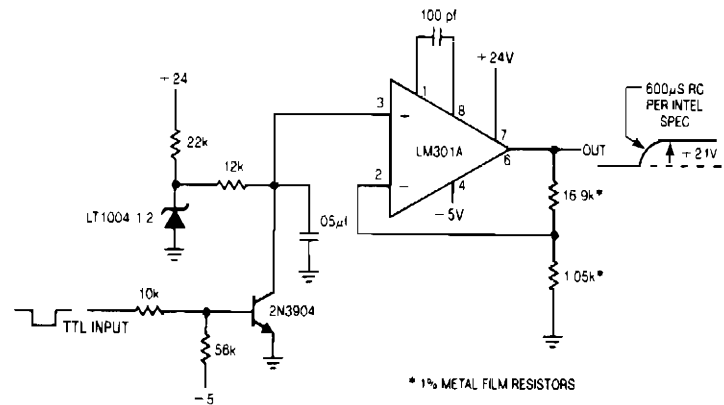 100 pf
+24V
+24
22k
12k
LT1004 1 2
05µf
3
+
1
8
7
LM301A
6
2
−
4
−5V
OUT
600µS RC
PER INTEL
SPEC
+21V
16 9k*
1 05k*
10k
TTL INPUT
2N3904
56k
−5
* 1% METAL FILM RESISTORS